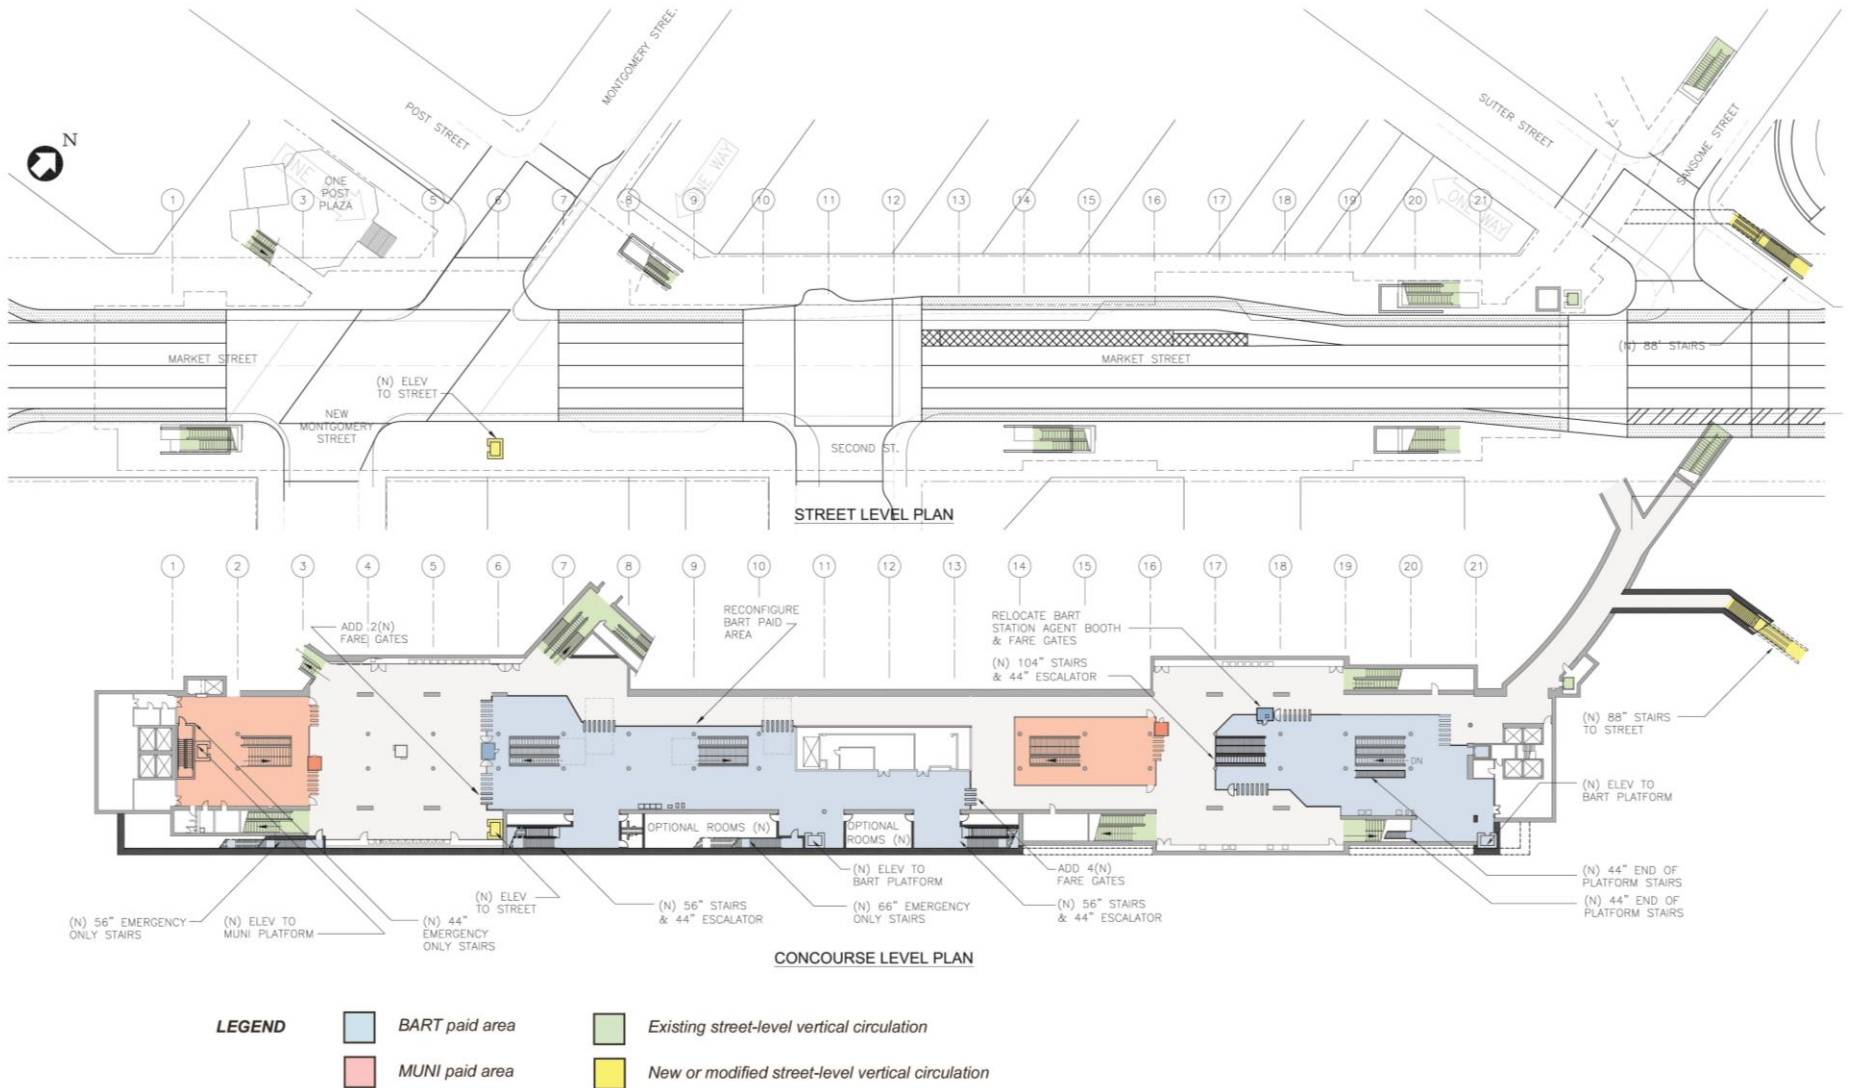 MONTGOMERY STREET
POST STREET
SUTTER STREET
SANSOME STREET
N
ONE WAY
ONE
POST
PLAZA
ONE WAY
ONE WAY
1
3
5
6
7
8
9
10
11
12
13
14
15
16
17
18
19
20
21
MARKET STREET
MARKET STREET
(N) 88' STAIRS
(N) ELEV
TO STREET
NEW
MONTGOMERY
STREET
SECOND ST.
STREET LEVEL PLAN
1
2
3
4
5
6
7
8
9
10
11
12
13
14
15
16
17
18
19
20
21
ADD 2(N)
FARE GATES
RECONFIGURE
BART PAID
AREA
RELOCATE BART
STATION AGENT BOOTH
& FARE GATES
(N) 104" STAIRS
& 44" ESCALATOR
(N) 88" STAIRS
TO STREET
DN
(N) ELEV TO
BART PLATFORM
OPTIONAL ROOMS (N)
OPTIONAL
ROOMS (N)
(N) ELEV TO
BART PLATFORM
ADD 4(N)
FARE GATES
(N) 44" END OF
PLATFORM STAIRS
(N) 44" END OF
PLATFORM STAIRS
(N) 56" EMERGENCY
ONLY STAIRS
(N) ELEV TO
MUNI PLATFORM
(N) 44"
EMERGENCY
ONLY STAIRS
(N) ELEV
TO STREET
(N) 56" STAIRS
& 44" ESCALATOR
(N) 66" EMERGENCY
ONLY STAIRS
(N) 56" STAIRS
& 44" ESCALATOR
CONCOURSE LEVEL PLAN
LEGEND
BART paid area
Existing street-level vertical circulation
MUNI paid area
New or modified street-level vertical circulation